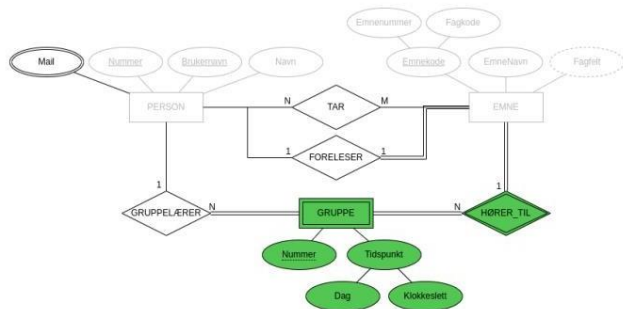 Emnenummer Fagkode
Mail Nummer Brukernavn Navn Emnekode EmneNavn Fagfelt
PERSON N TAR M EMNE
1 FORELESER 1
1 1
GRUPPELÆRER N GRUPPE N HØRER_TIL
Nummer Tidspunkt
Dag Klokkeslett